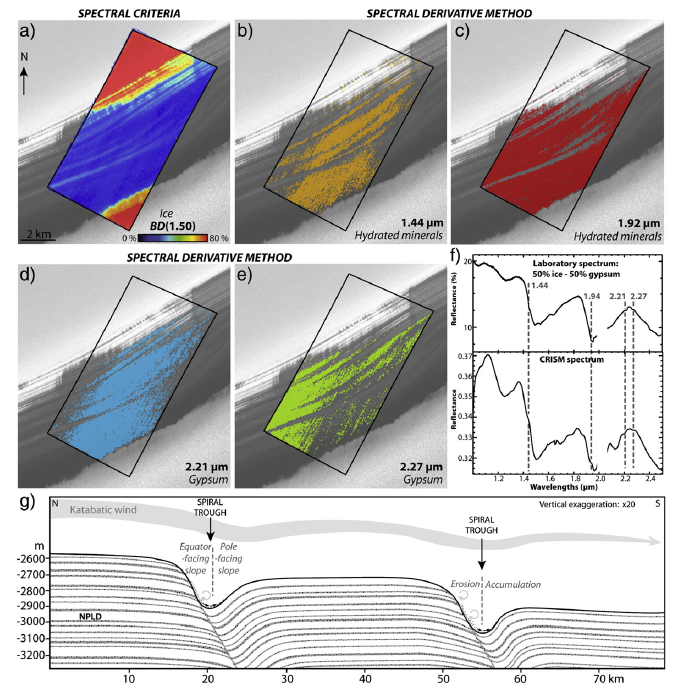 SPECTRAL CRITERIA
SPECTRAL DERIVATIVE METHOD
a)
N
2 km
Ice
BD(1.50)
0 %
80 %
b)
1.44 µm
Hydrated minerals
c)
1.92 µm
Hydrated minerals
SPECTRAL DERIVATIVE METHOD
d)
2.21 µm
Gypsum
e)
2.27 µm
Gypsum
f)
Laboratory spectrum:
50% ice - 50% gypsum
1.44
1.94
2.21
2.27
Reflectance (%)
20
10
CRISM spectrum
Reflectance
0.37
0.36
0.35
0.34
0.33
0.32
1.2 1.4 1.6 1.8 2.0 2.2 2.4
Wavelengths (µm)
g)
N
S
Katabatic wind
SPIRAL
TROUGH
Vertical exaggeration: x20
SPIRAL
TROUGH
Equator
-facing
slope
Pole
-facing
slope
Erosion
Accumulation
m
-2600
-2700
-2800
-2900
-3000
-3100
-3200
NPLD
10 20 30 40 50 60 70 km